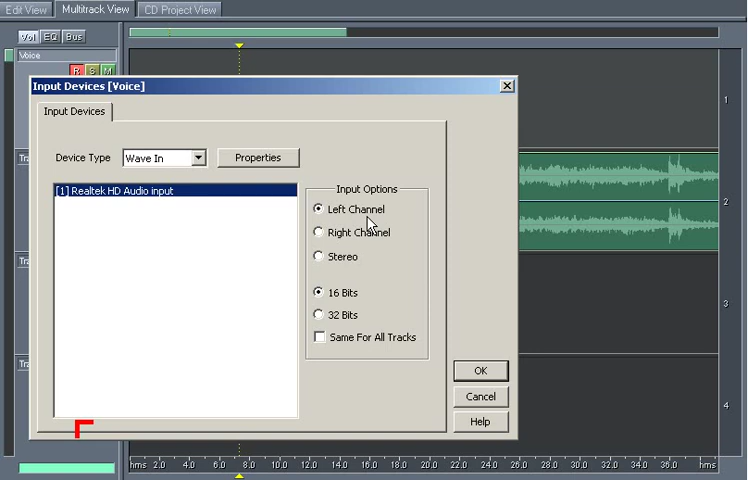 Edit View Multitrack View CD Project View
Vol EQ Bus
Voice
R S M
Input Devices [Voice]
Input Devices
Device Type Wave In Properties
[1] Realtek HD Audio input
Input Options
Left Channel
Right Channel
Stereo
16 Bits
32 Bits
Same For All Tracks
OK
Cancel
Help
1
Tra
2
Tra
3
Tra
4
hms 2.0 4.0 6.0 8.0 10.0 12.0 14.0 16.0 18.0 20.0 22.0 24.0 26.0 28.0 30.0 32.0 34.0 36.0 hms